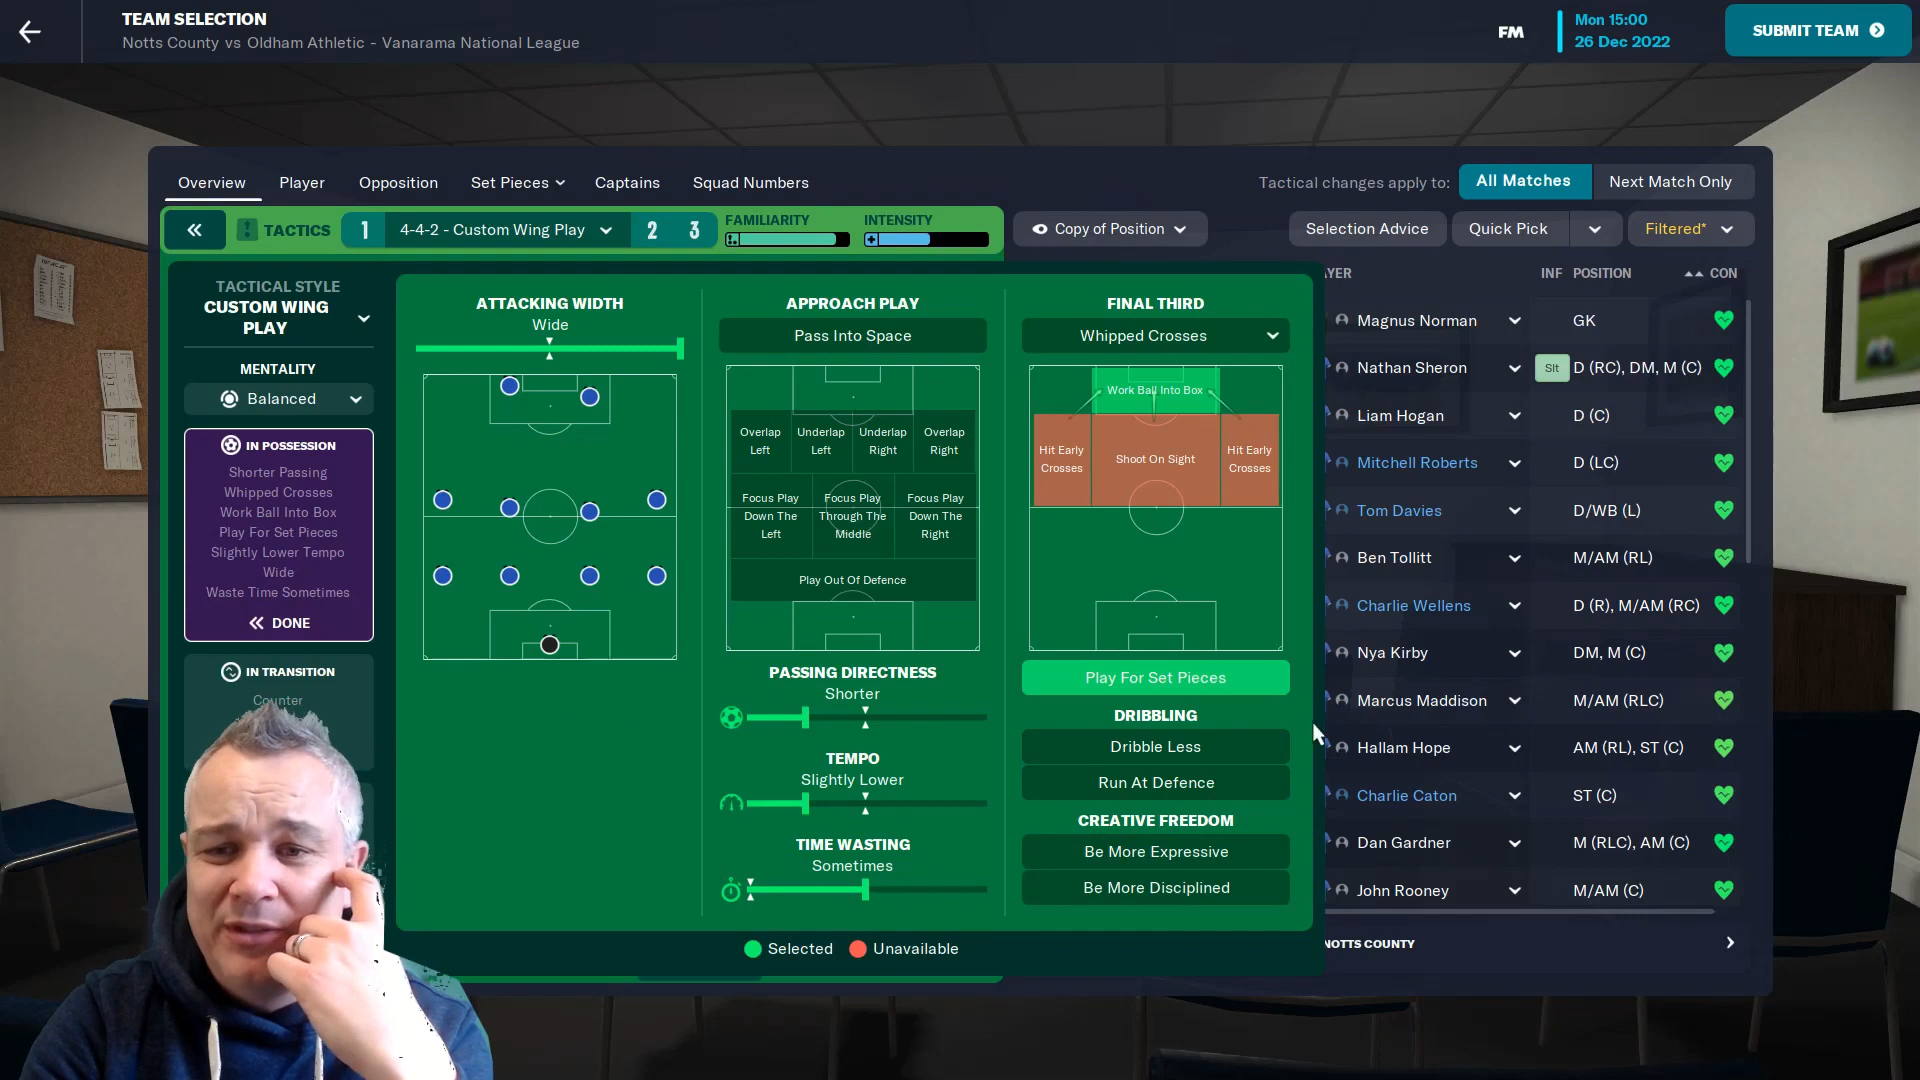 TEAM SELECTION
Notts County vs Oldham Athletic - Vanarama National League
FM
Mon 15:00
26 Dec 2022
SUBMIT TEAM
Overview
Player
Opposition
Set Pieces
Captains
Squad Numbers
Tactical changes apply to:
All Matches
Next Match Only
TACTICS
1
4-4-2 - Custom Wing Play
2
3
FAMILIARITY
INTENSITY
Copy of Position
Selection Advice
Quick Pick
Filtered*
TACTICAL STYLE
CUSTOM WING
PLAY
MENTALITY
Balanced
IN POSSESSION
Shorter Passing
Whipped Crosses
Work Ball Into Box
Play For Set Pieces
Slightly Lower Tempo
Wide
Waste Time Sometimes
DONE
IN TRANSITION
Counter
ATTACKING WIDTH
Wide
APPROACH PLAY
Pass Into Space
Overlap
Left
Underlap
Left
Underlap
Right
Overlap
Right
Focus Play
Down The
Left
Focus Play
Through The
Middle
Focus Play
Down The
Right
Play Out Of Defence
PASSING DIRECTNESS
Shorter
TEMPO
Slightly Lower
TIME WASTING
Sometimes
FINAL THIRD
Whipped Crosses
Work Ball Into Box
Hit Early
Crosses
Shoot On Sight
Hit Early
Crosses
Play For Set Pieces
DRIBBLING
Dribble Less
Run At Defence
CREATIVE FREEDOM
Be More Expressive
Be More Disciplined
Selected
Unavailable
YER
INF
POSITION
CON
Magnus Norman
GK
Nathan Sheron
Slt
D (RC), DM, M (C)
Liam Hogan
D (C)
Mitchell Roberts
D (LC)
Tom Davies
D/WB (L)
Ben Tollitt
M/AM (RL)
Charlie Wellens
D (R), M/AM (RC)
Nya Kirby
DM, M (C)
Marcus Maddison
M/AM (RLC)
Hallam Hope
AM (RL), ST (C)
Charlie Caton
ST (C)
Dan Gardner
M (RLC), AM (C)
John Rooney
M/AM (C)
NOTTS COUNTY